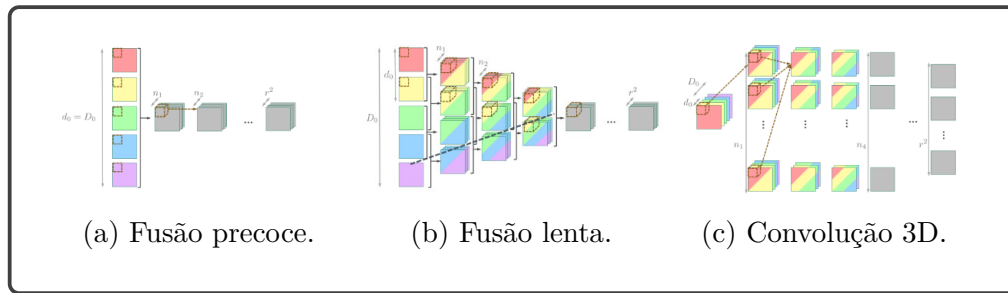 d₀ = D₀
n₁
n₂
r²
...
(a) Fusão precoce.
D₀
d₀
n₁
n₂
r²
...
(b) Fusão lenta.
D₀
d₀
n₁
n₄
r²
...
(c) Convolução 3D.